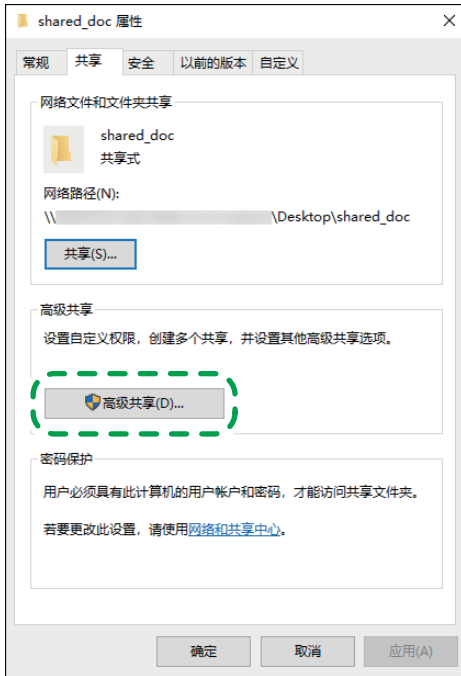 shared_doc 属性
常规 共享 安全 以前的版本 自定义
网络文件和文件夹共享
shared_doc
共享式
网络路径(N):
\\ \Desktop\shared_doc
共享(S)...
高级共享
设置自定义权限，创建多个共享，并设置其他高级共享选项。
高级共享(D)...
密码保护
用户必须具有此计算机的用户帐户和密码，才能访问共享文件夹。
若要更改此设置，请使用网络和共享中心。
确定 取消 应用(A)